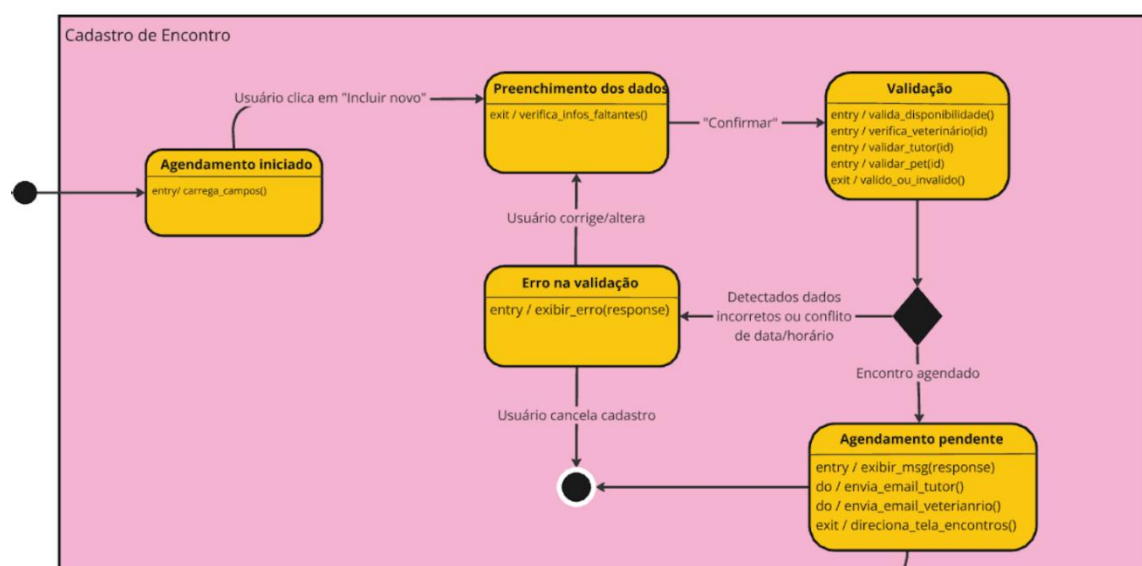 Cadastro de Encontro
Usuário clica em "Incluir novo"
Agendamento iniciado
entry/ carrega_campos()
Preenchimento dos dados
exit / verifica_infos_faltantes()
"Confirmar"
Validação
entry / valida_disponibilidade()
entry / verifica_veterinário(id)
entry / validar_tutor(id)
entry / validar_pet(id)
exit / valido_ou_invalido()
Usuário corrige/altera
Erro na validação
entry / exibir_erro(response)
Detectados dados
incorretos ou conflito
de data/horário
Encontro agendado
Usuário cancela cadastro
Agendamento pendente
entry / exibir_msg(response)
do / envia_email_tutor()
do / envia_email_veterianrio()
exit / direciona_tela_encontros()